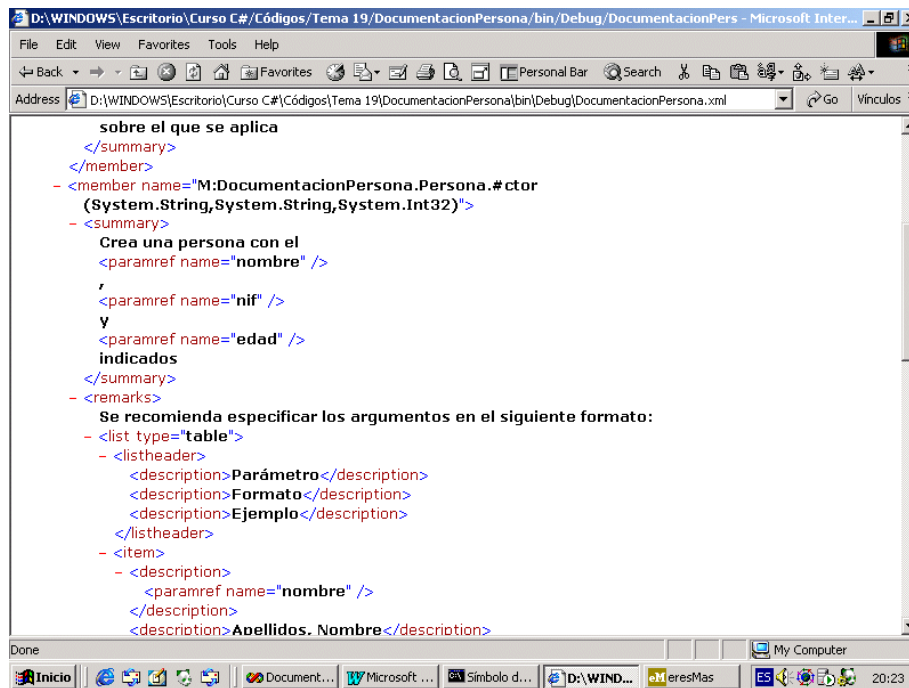 D:\WINDOWS\Escritorio\Curso C#/Códigos/Tema 19/DocumentacionPersona/bin/Debug/DocumentacionPers - Microsoft Inter...
File Edit View Favorites Tools Help
Back Favorites Personal Bar Search
Address D:\WINDOWS\Escritorio\Curso C#\Códigos\Tema 19\DocumentacionPersona\bin\Debug\DocumentacionPersona.xml Go Vínculos
sobre el que se aplica
</summary>
</member>
- <member name="M:DocumentacionPersona.Persona.#ctor
(System.String,System.String,System.Int32)">
- <summary>
Crea una persona con el
<paramref name="nombre" />
,
<paramref name="nif" />
y
<paramref name="edad" />
indicados
</summary>
- <remarks>
Se recomienda especificar los argumentos en el siguiente formato:
- <list type="table">
- <listheader>
<description>Parámetro</description>
<description>Formato</description>
<description>Ejemplo</description>
</listheader>
- <item>
- <description>
<paramref name="nombre" />
</description>
<description>Apellidos, Nombre</description>
Done My Computer
Inicio Document... Microsoft ... Símbolo d... D:\WIND... eM eresMas ES 20:23